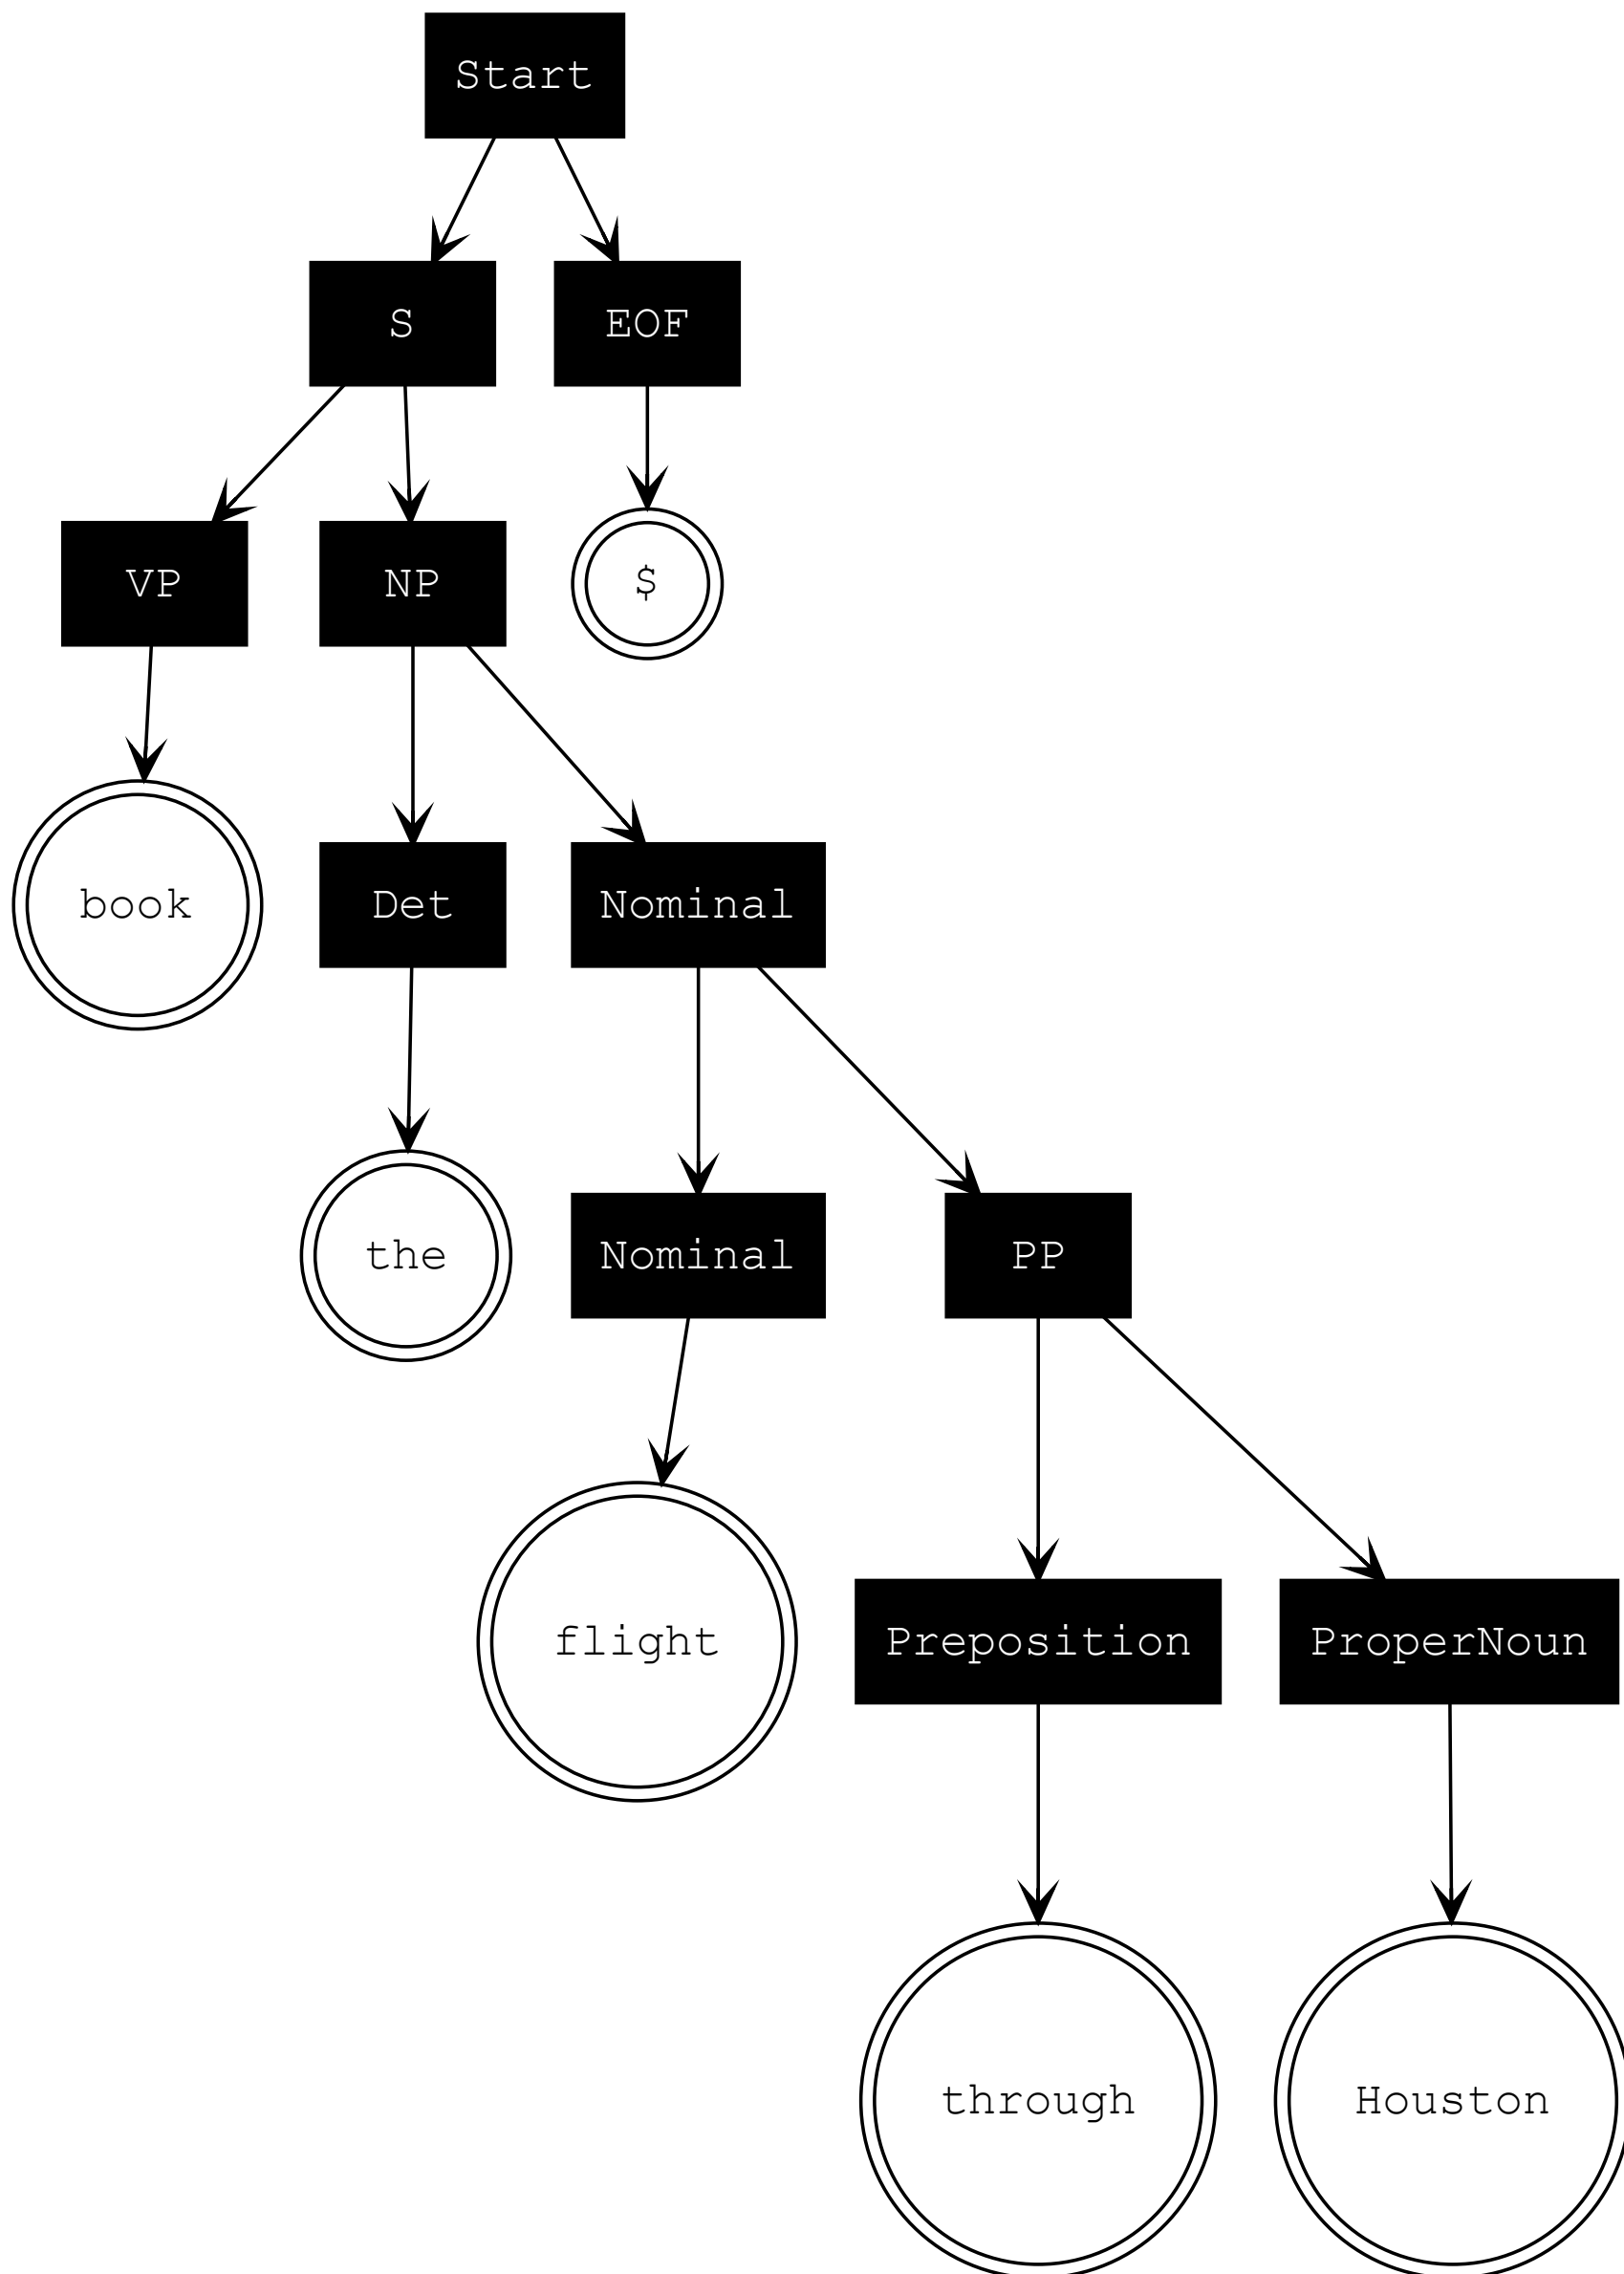 Start
S EOF
VP NP $
book Det Nominal
the Nominal PP
flight Preposition ProperNoun
through Houston